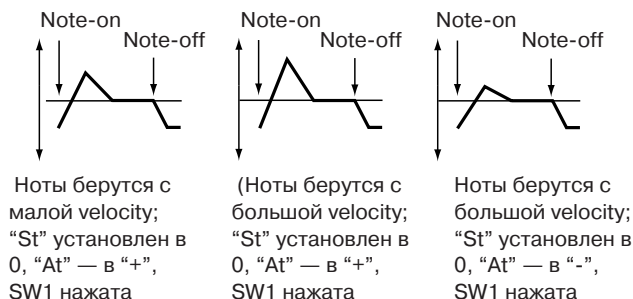 Note-on
Note-off
Note-on
Note-off
Note-on
Note-off
Ноты берутся с
малой velocity;
“St” установлен в
0, “At” — в “+”,
SW1 нажата
(Ноты берутся с
большой velocity;
“St” установлен в
0, “At” — в “+”,
SW1 нажата
Ноты берутся с
большой velocity;
“St” установлен в
0, “At” — в “-”,
SW1 нажата